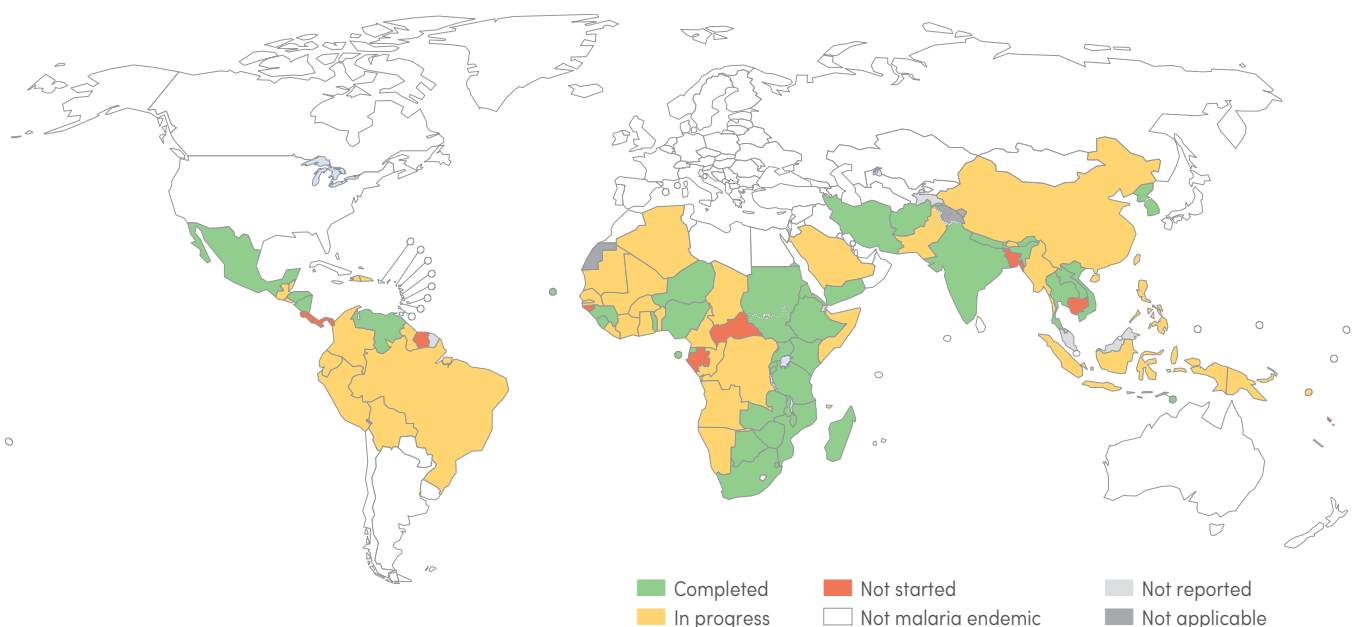 Completed
Not started
Not reported
In progress
Not malaria endemic
Not applicable